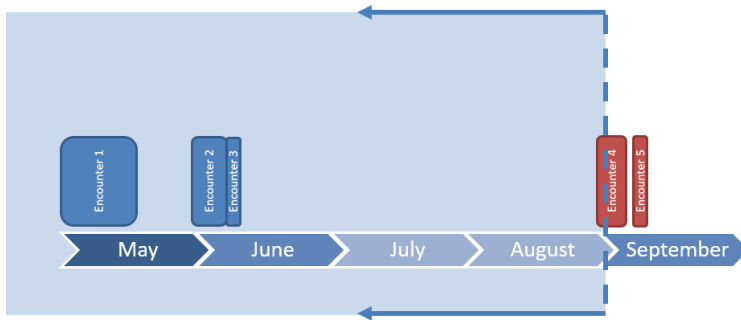 Encounter 1
Encounter 2
Encounter 3
Encounter 4
Encounter 5
May
June
July
August
September